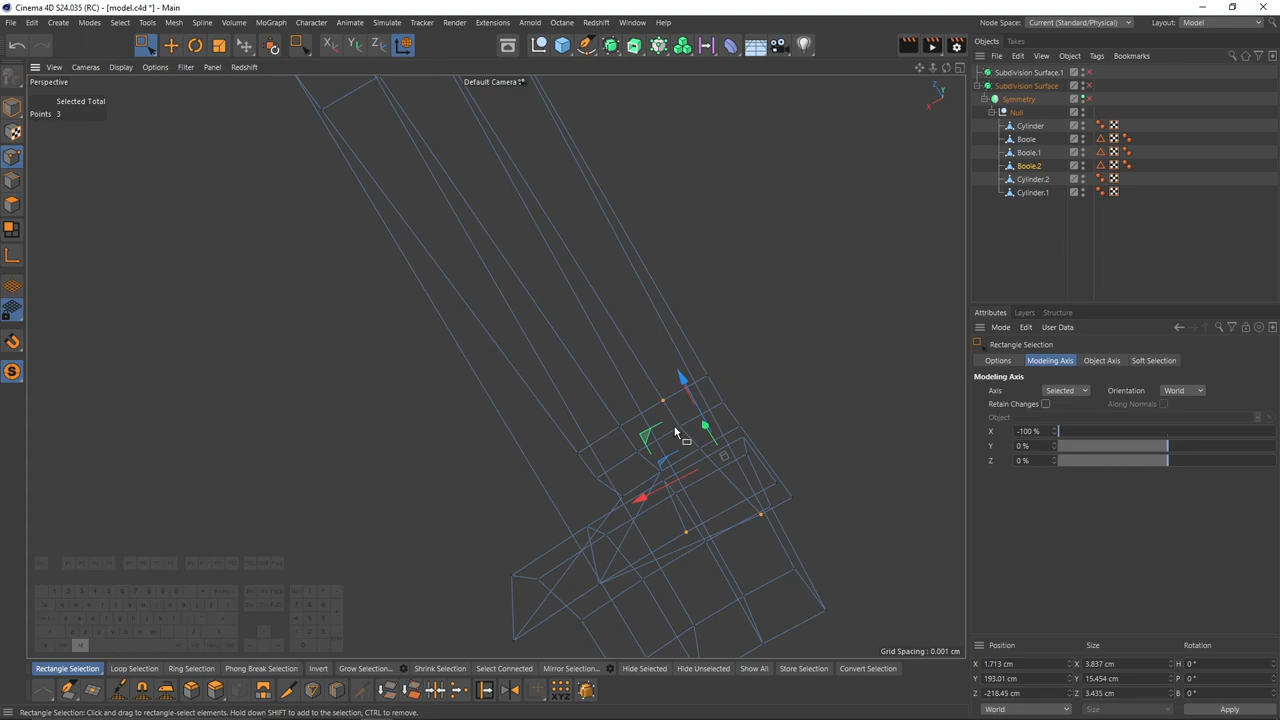 Cinema 4D S24.035 (RC) - [model.c4d *] - Main
File Edit Create Modes Select Tools Mesh Spline Volume MoGraph Character Animate Simulate Tracker Render Extensions Arnold Octane Redshift Window Help
Node Space: Current (Standard/Physical) Layout: Model
View Cameras Display Options Filter Panel Redshift
Perspective
Default Camera
Selected Total
Points 3
Y
X
Grid Spacing : 0.001 cm
Objects Takes
File Edit View Object Tags Bookmarks
Subdivision Surface.1
Subdivision Surface
Symmetry
Null
Cylinder
Boole
Boole.1
Boole.2
Cylinder.2
Cylinder.1
Attributes Layers Structure
Mode Edit User Data
Rectangle Selection
Options Modeling Axis Object Axis Soft Selection
Modeling Axis
Axis Selected Orientation World
Retain Changes Along Normals
Object
X -100 %
Y 0 %
Z 0 %
Position Size Rotation
X 1.713 cm X 3.837 cm H 0 °
Y 193.01 cm Y 15.454 cm P 0 °
Z -218.45 cm Z 3.435 cm B 0 °
World Size Apply
Rectangle Selection Loop Selection Ring Selection Phong Break Selection Invert Grow Selection... Shrink Selection Select Connected Mirror Selection... Hide Selected Hide Unselected Show All Store Selection Convert Selection
Rectangle Selection: Click and drag to rectangle-select elements. Hold down SHIFT to add to the selection, CTRL to remove.